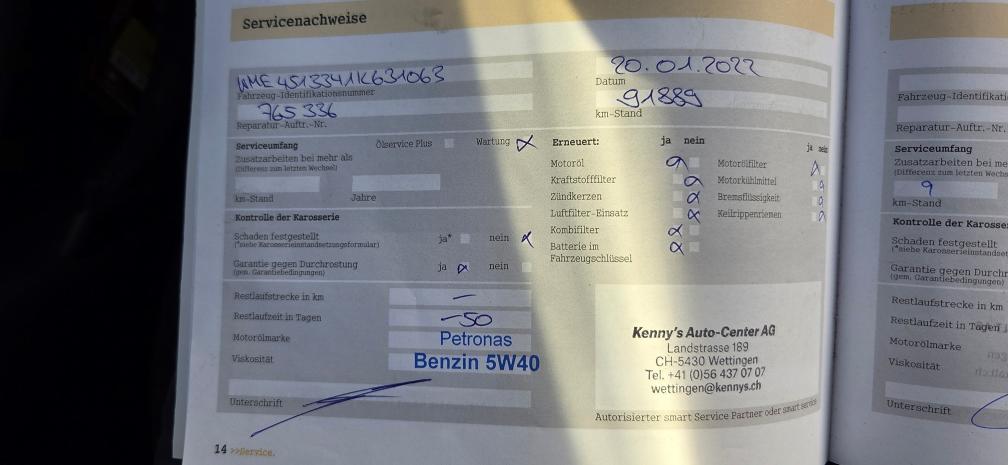 Servicenachweise
WME4513341K631063
Fahrzeug-Identifikationsnummer
765336
Reparatur-Auftr.-Nr.
20.01.2022
Datum
91889
km-Stand
Serviceumfang
Ölservice Plus
Wartung
Zusatzarbeiten bei mehr als
(Differenz zum letzten Wechsel)
km-Stand
Jahre
Kontrolle der Karosserie
Schaden festgestellt
ja*
nein
(*siehe Karosserieinstandsetzungsformular)
Garantie gegen Durchrostung
ja
nein
(gem. Garantiebedingungen)
Restlaufstrecke in km
–
Restlaufzeit in Tagen
-50
Motorölmarke
Petronas
Viskosität
Benzin 5W40
Unterschrift
14 >>Service.
Erneuert:
ja nein
ja nein
Motoröl
Motorölfilter
Kraftstofffilter
Motorkühlmittel
Zündkerzen
Bremsflüssigkeit
Luftfilter-Einsatz
Keilrippenriemen
Kombifilter
Batterie im
Fahrzeugschlüssel
Kenny's Auto-Center AG
Landstrasse 189
CH-5430 Wettingen
Tel. +41 (0)56 437 07 07
wettingen@kennys.ch
Autorisierter smart Service Partner oder smart service
Reparatur-Auftr.-Nr.
Serviceumfang
Zusatzarbeiten bei
(Differenz zum letzten
9
km-Stand
Kontrolle der
Schaden festgestellt
Garantie gegen
(gem.
Restlaufstrecke in km
Restlaufzeit in Tagen
Motorölmarke
Viskosität
Unterschrift